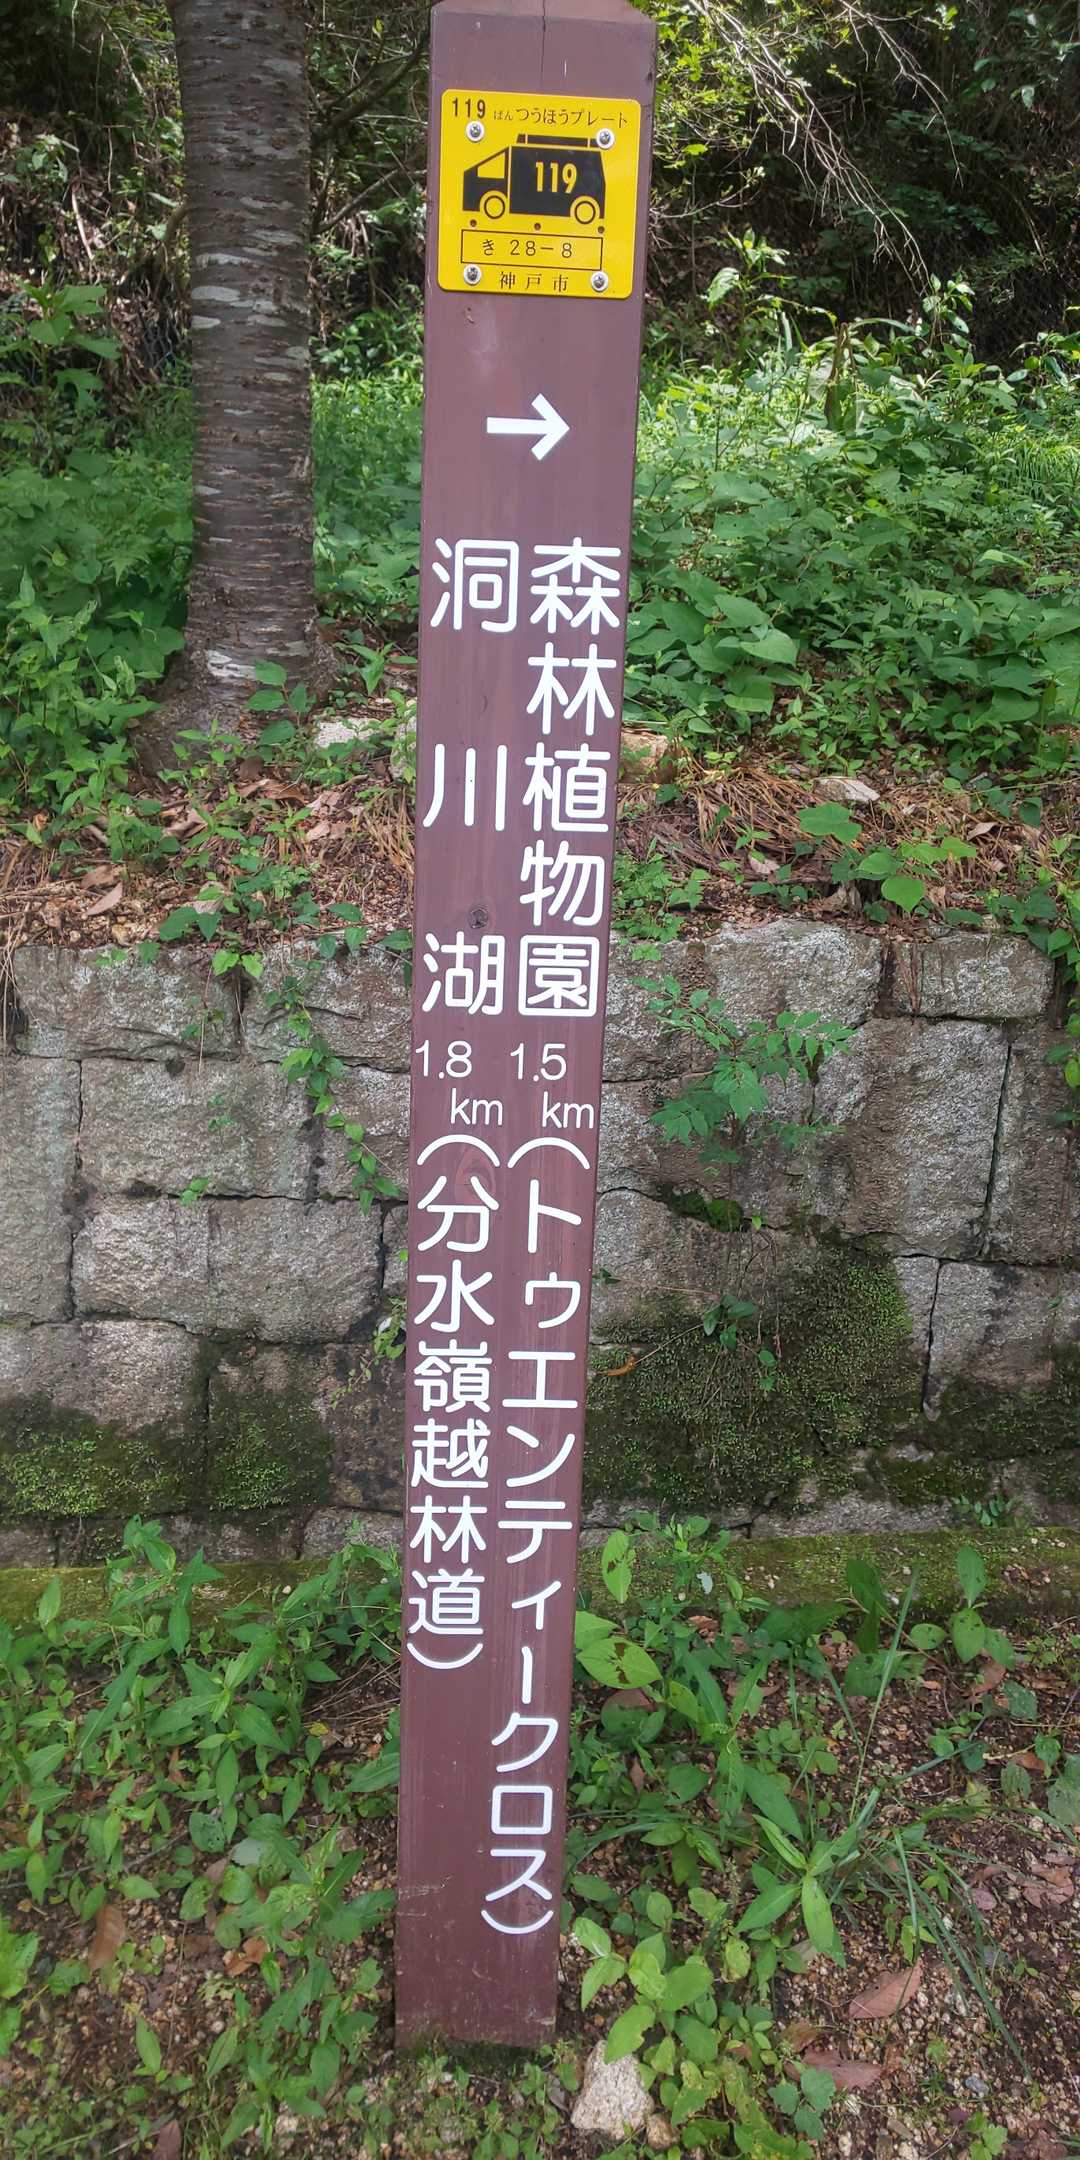 119 ばん つうほうプレート
119
き 28-8
神戸市
→
森林植物園 1.5 km (トゥエンティークロス)
洞川湖 1.8 km (分水嶺越林道)